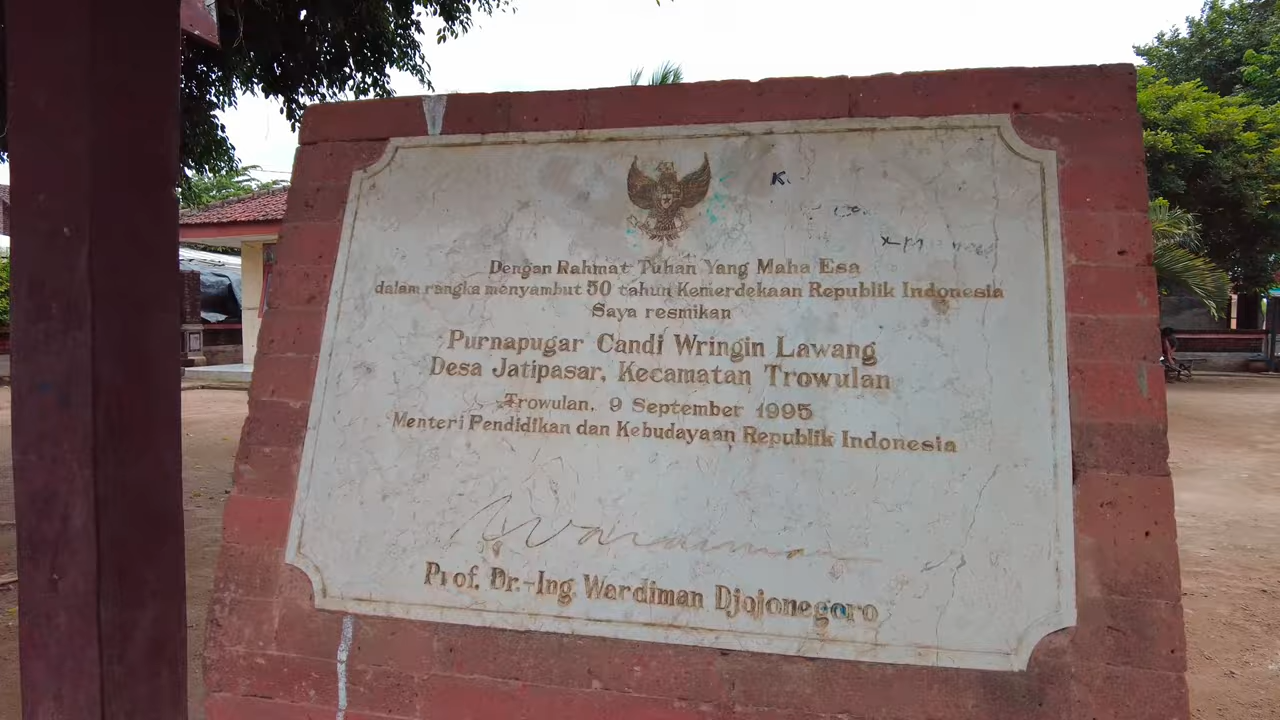 K.
Dengan Rahmat Tuhan Yang Maha Esa
dalam rangka menyambut 50 tahun Kemerdekaan Republik Indonesia
Saya resmikan
Purnapugar Candi Wringin Lawang
Desa Jatipasar, Kecamatan Trowulan
Trowulan, 9 September 1995
Menteri Pendidikan dan Kebudayaan Republik Indonesia
Wardiman
Prof. Dr.-Ing Wardiman Djojonegoro